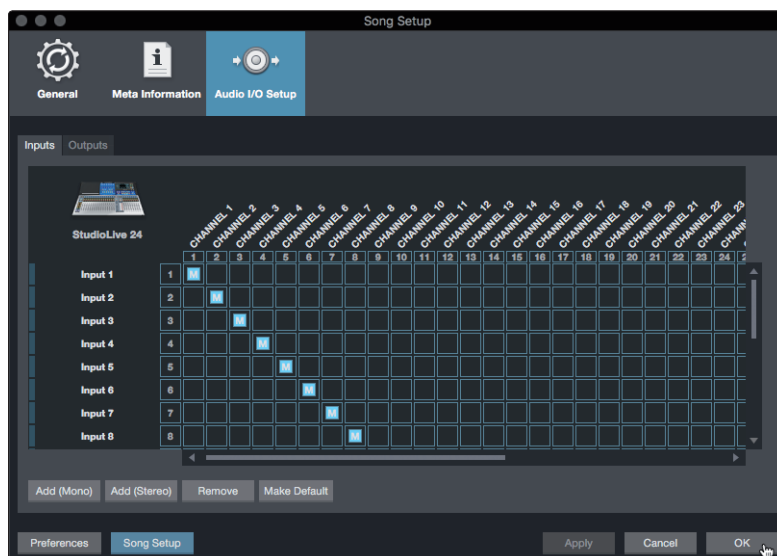 Song Setup
General
Meta Information
Audio I/O Setup
Inputs
Outputs
StudioLive 24
CHANNEL 1
CHANNEL 2
CHANNEL 3
CHANNEL 4
CHANNEL 5
CHANNEL 6
CHANNEL 7
CHANNEL 8
CHANNEL 9
CHANNEL 10
CHANNEL 11
CHANNEL 12
CHANNEL 13
CHANNEL 14
CHANNEL 15
CHANNEL 16
CHANNEL 17
CHANNEL 18
CHANNEL 19
CHANNEL 20
CHANNEL 21
CHANNEL 22
CHANNEL 23
1 2 3 4 5 6 7 8 9 10 11 12 13 14 15 16 17 18 19 20 21 22 23 24
Input 1 1 M
Input 2 2 M
Input 3 3 M
Input 4 4 M
Input 5 5 M
Input 6 6 M
Input 7 7 M
Input 8 8 M
Add (Mono) Add (Stereo) Remove Make Default
Preferences Song Setup Apply Cancel OK